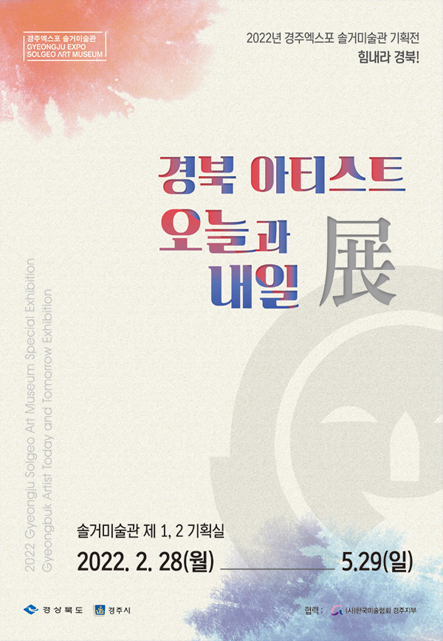 경주엑스포 솔거미술관
GYEONGJU EXPO
SOLGEO ART MUSEUM
2022년 경주엑스포 솔거미술관 기획전
힘내라 경북!
경북 아티스트
오늘과
내일 展
2022 Gyeongju Solgeo Art Museum Special Exhibition
Gyeongbuk Artist Today and Tomorrow Exhibition
솔거미술관 제 1, 2 기획실
2022. 2. 28(월) 5.29(일)
경상북도 경주시
협력 : (사)한국미술협회 경주지부